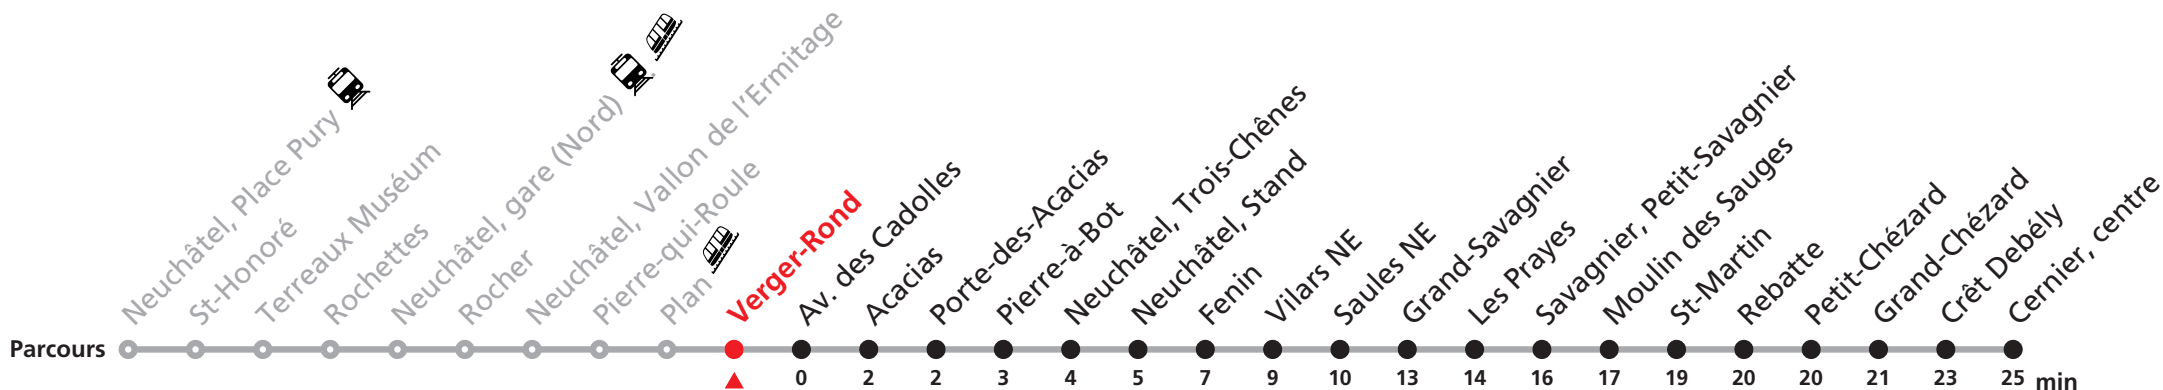 Neuchâtel, Place Pury
St-Honoré
Terreaux Muséum
Rochettes
Neuchâtel, gare (Nord)
Rocher
Neuchâtel, Vallon de l'Ermitage
Pierre-qui-Roule
Plan
Verger-Rond
Av. des Cadolles
Acacias
Porte-des-Acacias
Pierre-à-Bot
Neuchâtel, Trois-Chênes
Neuchâtel, Stand
Fenin
Vilars NE
Saules NE
Grand-Savagnier
Les Prayes
Savagnier, Petit-Savagnier
Moulin des Sauges
St-Martin
Rebatte
Petit-Chézard
Grand-Chézard
Crêt Debély
Cernier, centre
Parcours
0 2 2 3 4 5 7 9 10 13 14 16 17 19 20 20 21 23 25 min